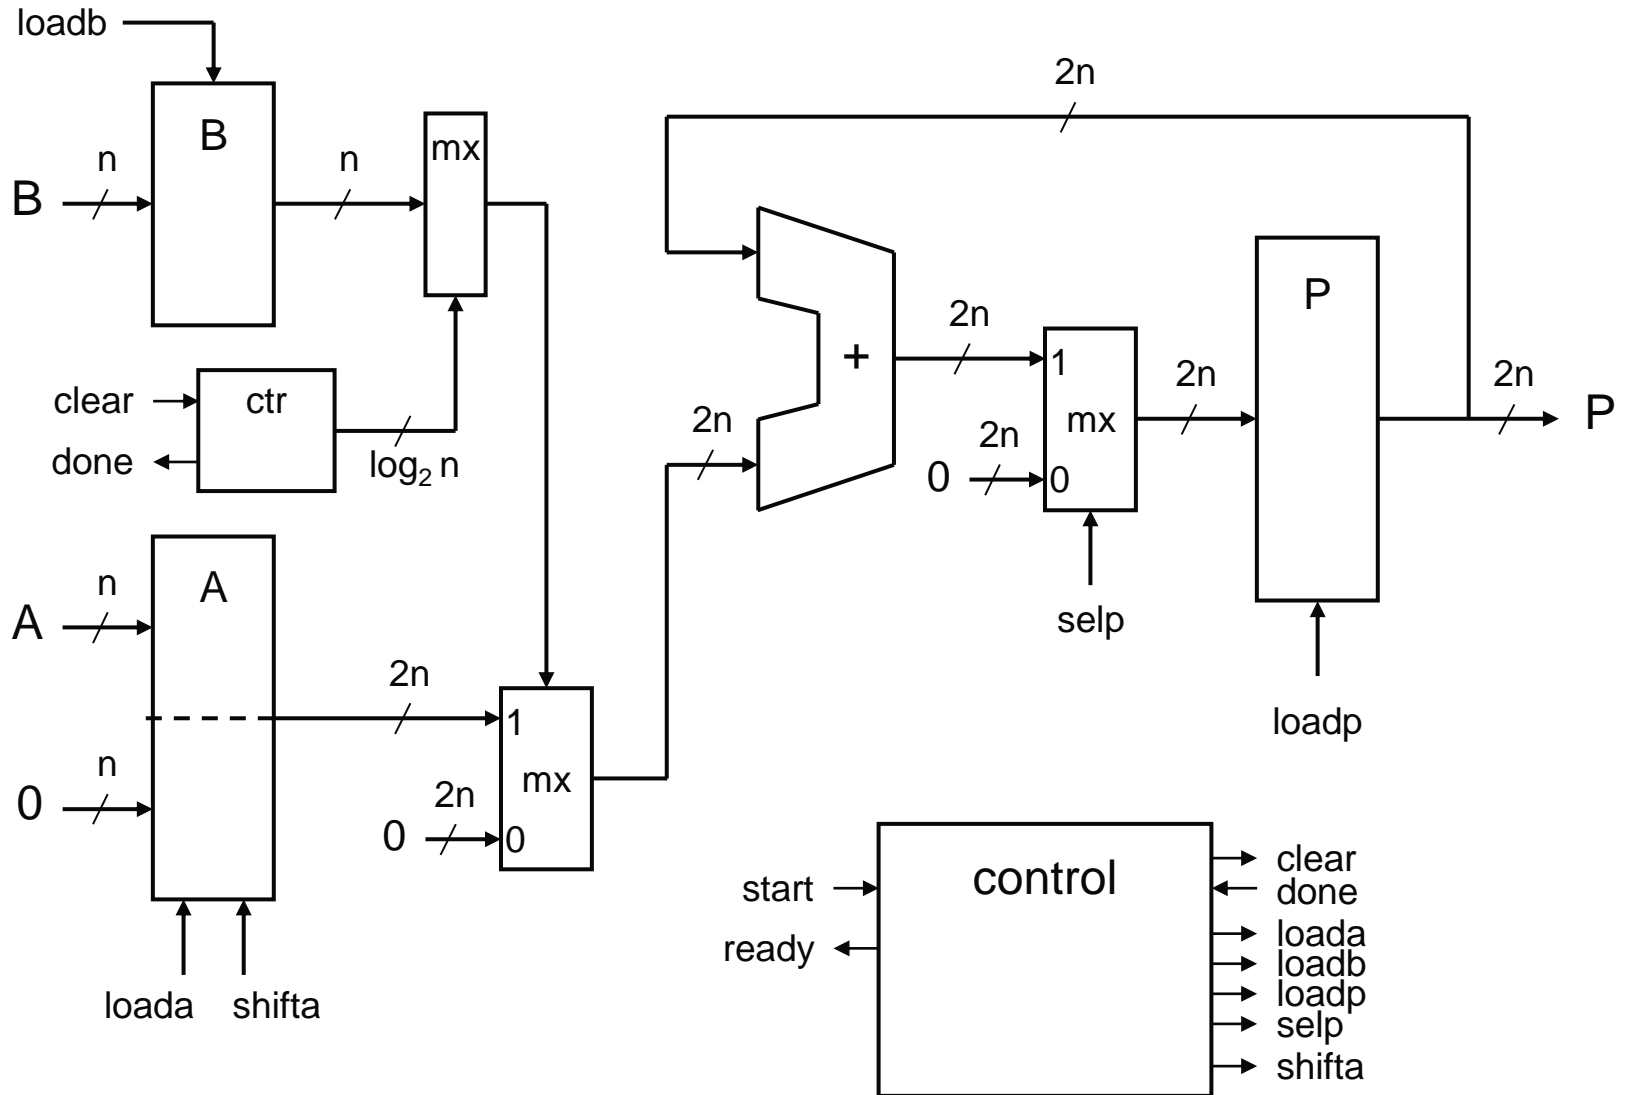 loadb
2n
B
mx
n
n
B
P
2n
+
1
2n
2n
clear
ctr
2n
mx
P
done
log2 n
2n
0
0
A
n
A
selp
2n
1
loadp
n
mx
2n
0
0
0
control
clear
start
done
ready
loada
loadb
loadp
loada
shifta
selp
shifta